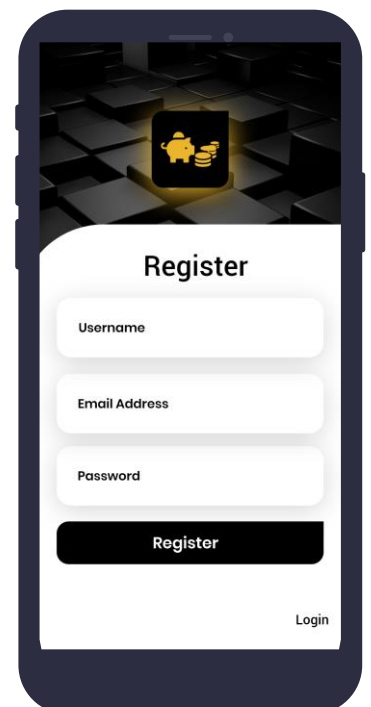 Register
Username
Email Address
Password
Register
Login